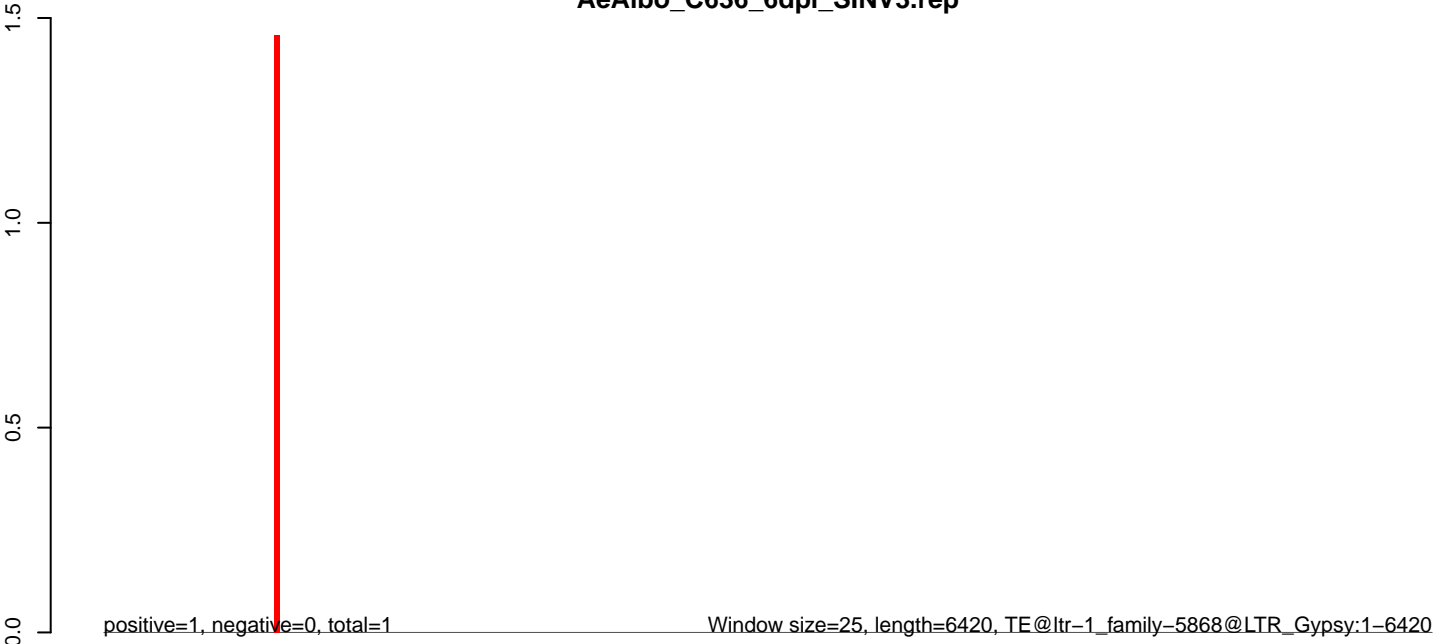 AeAlbo_C636_6dpi_SINV3.rep
1.5
1.0
0.5
0.0
positive=1, negative=0, total=1
Window size=25, length=6420, TE@ltr−1_family−5868@LTR_Gypsy:1−6420